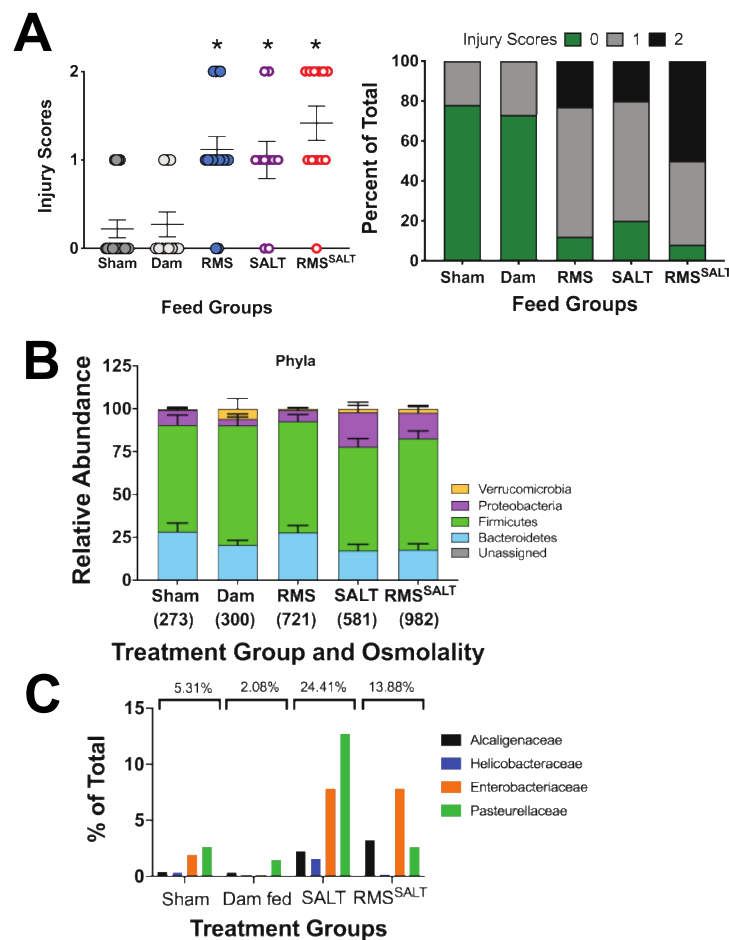 A
* * *
Injury Scores
2
1
0
Sham Dam RMS SALT RMS^SALT
Feed Groups
Injury Scores 0 1 2
Percent of Total
100
80
60
40
20
0
Sham Dam RMS SALT RMS^SALT
Feed Groups
B
Phyla
Relative Abundance
125
100
75
50
25
0
Verrucomicrobia
Proteobacteria
Firmicutes
Bacteroidetes
Unassigned
Sham Dam RMS SALT RMS^SALT
(273) (300) (721) (581) (982)
Treatment Group and Osmolality
C
5.31% 2.08% 24.41% 13.88%
% of Total
15
10
5
0
Alcaligenaceae
Helicobacteraceae
Enterobacteriaceae
Pasteurellaceae
Sham Dam fed SALT RMS^SALT
Treatment Groups